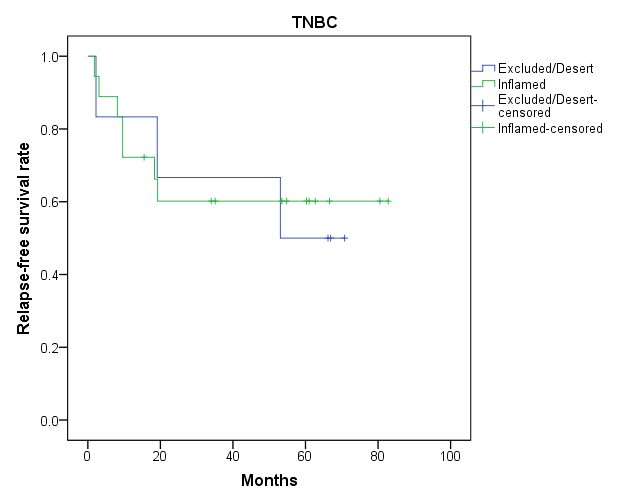 TNBC
Excluded/Desert
Inflamed
Excluded/Desert-
censored
Inflamed-censored
Relapse-free survival rate
1.0
0.8
0.6
0.4
0.2
0.0
0 20 40 60 80 100
Months